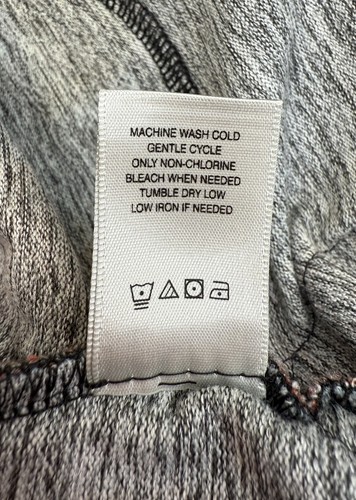 MACHINE WASH COLD
GENTLE CYCLE
ONLY NON-CHLORINE
BLEACH WHEN NEEDED
TUMBLE DRY LOW
LOW IRON IF NEEDED